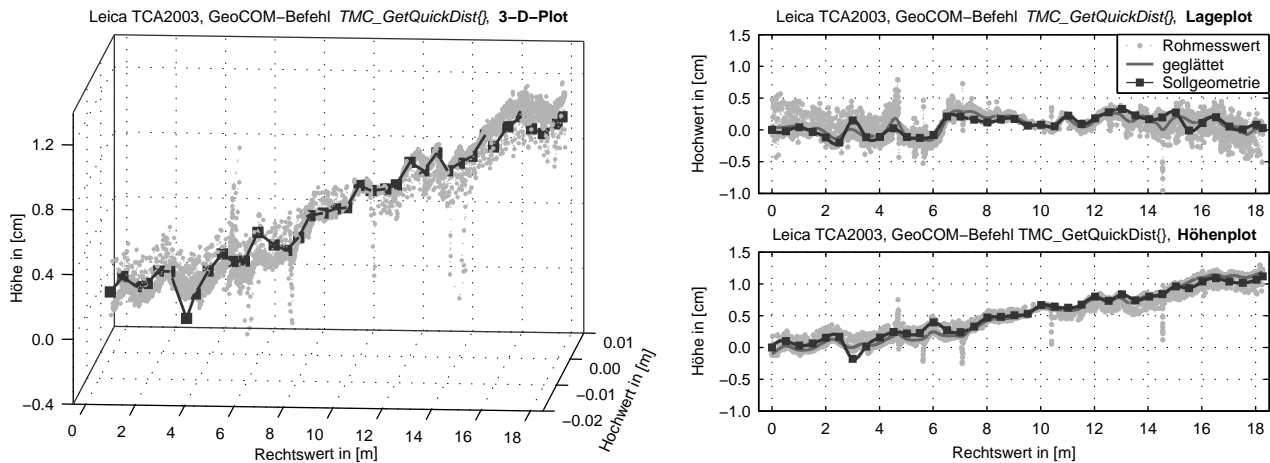 Leica TCA2003, GeoCOM−Befehl TMC_GetQuickDist{}, 3−D−Plot
1.2
0.8
0.4
0.0
−0.4
Höhe in [cm]
0 2 4 6 8 10 12 14 16 18
Rechtswert in [m]
0.01
0.00
−0.01
−0.02
Hochwert in [m]
Leica TCA2003, GeoCOM−Befehl TMC_GetQuickDist{}, Lageplot
1.5
1.0
0.5
0.0
−0.5
−1.0
Hochwert in [cm]
Rohmesswert
geglättet
Sollgeometrie
0 2 4 6 8 10 12 14 16 18
Leica TCA2003, GeoCOM−Befehl TMC_GetQuickDist{}, Höhenplot
1.5
1.0
0.5
0.0
−0.5
−1.0
Höhe in [cm]
0 2 4 6 8 10 12 14 16 18
Rechtswert in [m]